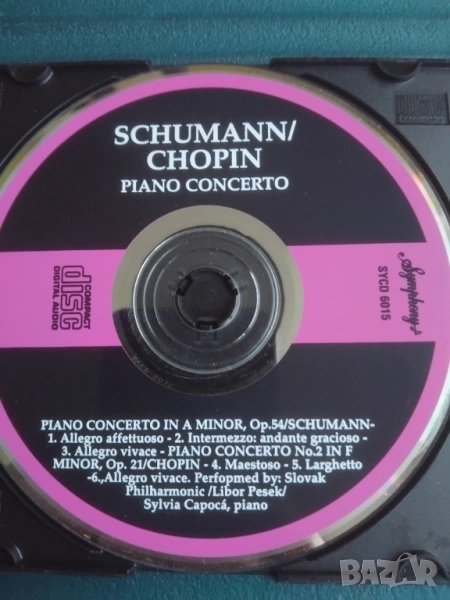 SCHUMANN/
CHOPIN
PIANO CONCERTO
COMPACT
disc
DIGITAL AUDIO
Symphony
SYCD 6015
PIANO CONCERTO IN A MINOR, Op.54/SCHUMANN-
1. Allegro affettuoso - 2. Intermezzo: andante gracioso -
3. Allegro vivace - PIANO CONCERTO No.2 IN F
MINOR, Op. 21/CHOPIN - 4. Maestoso - 5. Larghetto
-6.,Allegro vivace. Perfopmed by: Slovak
Philharmonic /Libor Pesek/
Sylvia Capocá, piano
BAZAR